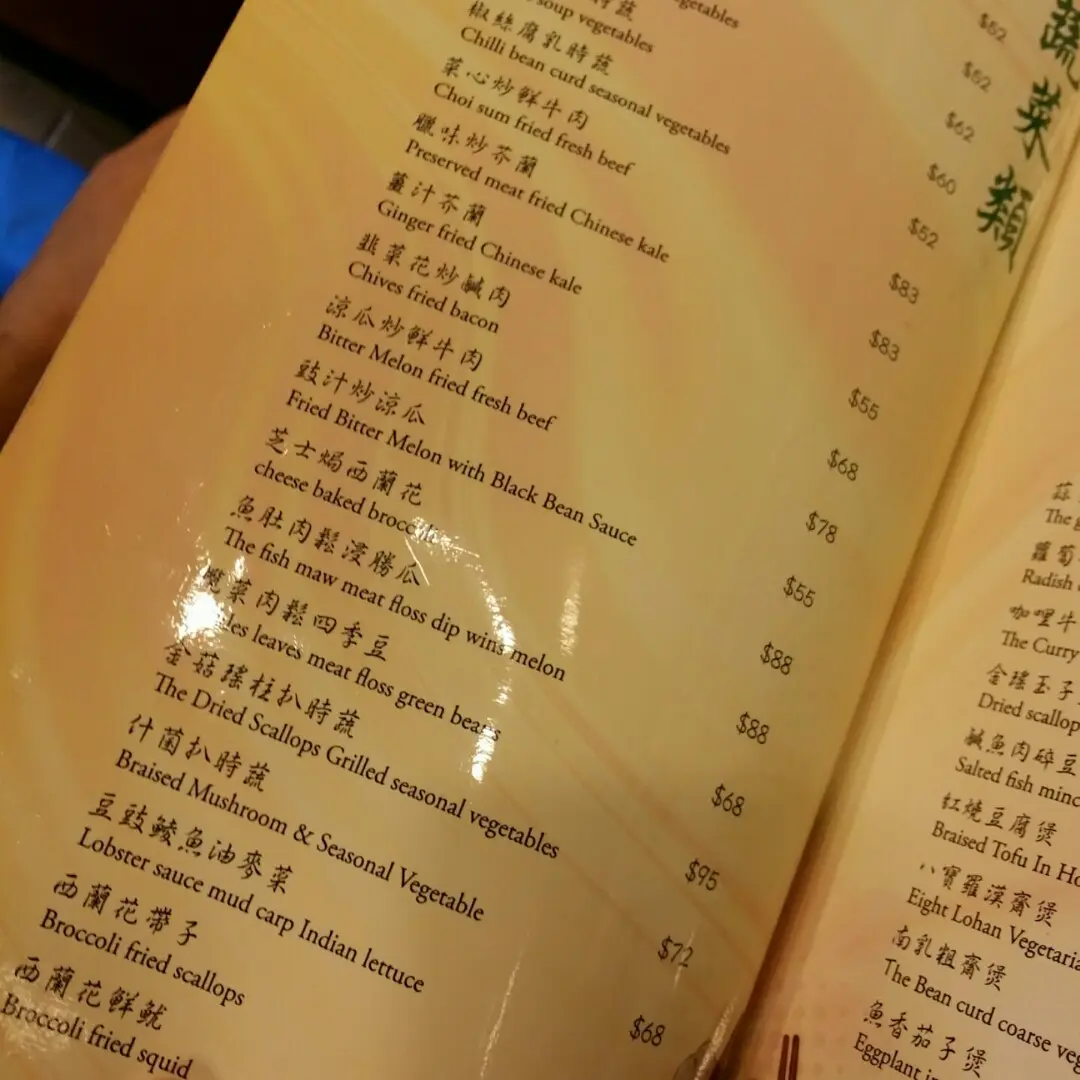 蔬菜類
$52
$62
vegetables
$62
時蔬
$60
soup vegetables
椒絲腐乳時蔬
$52
Chilli bean curd seasonal vegetables
菜心炒鮮牛肉
$83
Choi sum fried fresh beef
臘味炒芥蘭
$83
Preserved meat fried Chinese kale
薑汁芥蘭
$55
Ginger fried Chinese kale
韭菜花炒鹹肉
$68
Chives fried bacon
涼瓜炒鮮牛肉
$78
Bitter Melon fried fresh beef
豉汁炒涼瓜
$55
Fried Bitter Melon with Black Bean Sauce
芝士焗西蘭花
$88
cheese baked broccoli
魚肚肉鬆浸勝瓜
$88
The fish maw meat floss dip wins melon
欖菜肉鬆四季豆
$68
leaves meat floss green beans
金菇瑤柱扒時蔬
$95
The Dried Scallops Grilled seasonal vegetables
什菌扒時蔬
$72
Braised Mushroom & Seasonal Vegetable
豆豉鯪魚油麥菜
$68
Lobster sauce mud carp Indian lettuce
西蘭花帶子
Broccoli fried scallops
西蘭花鮮魷
Broccoli fried squid
蒜
The
蘿蔔
Radish
咖喱牛
The Curry
金瑤玉子
Dried scallop
鹹魚肉碎豆
Salted fish minc
紅燒豆腐煲
Braised Tofu In Ho
八寶羅漢齋煲
Eight Lohan Vegetaria
南乳粗齋煲
The Bean curd coarse veg
魚香茄子煲
Eggplant in